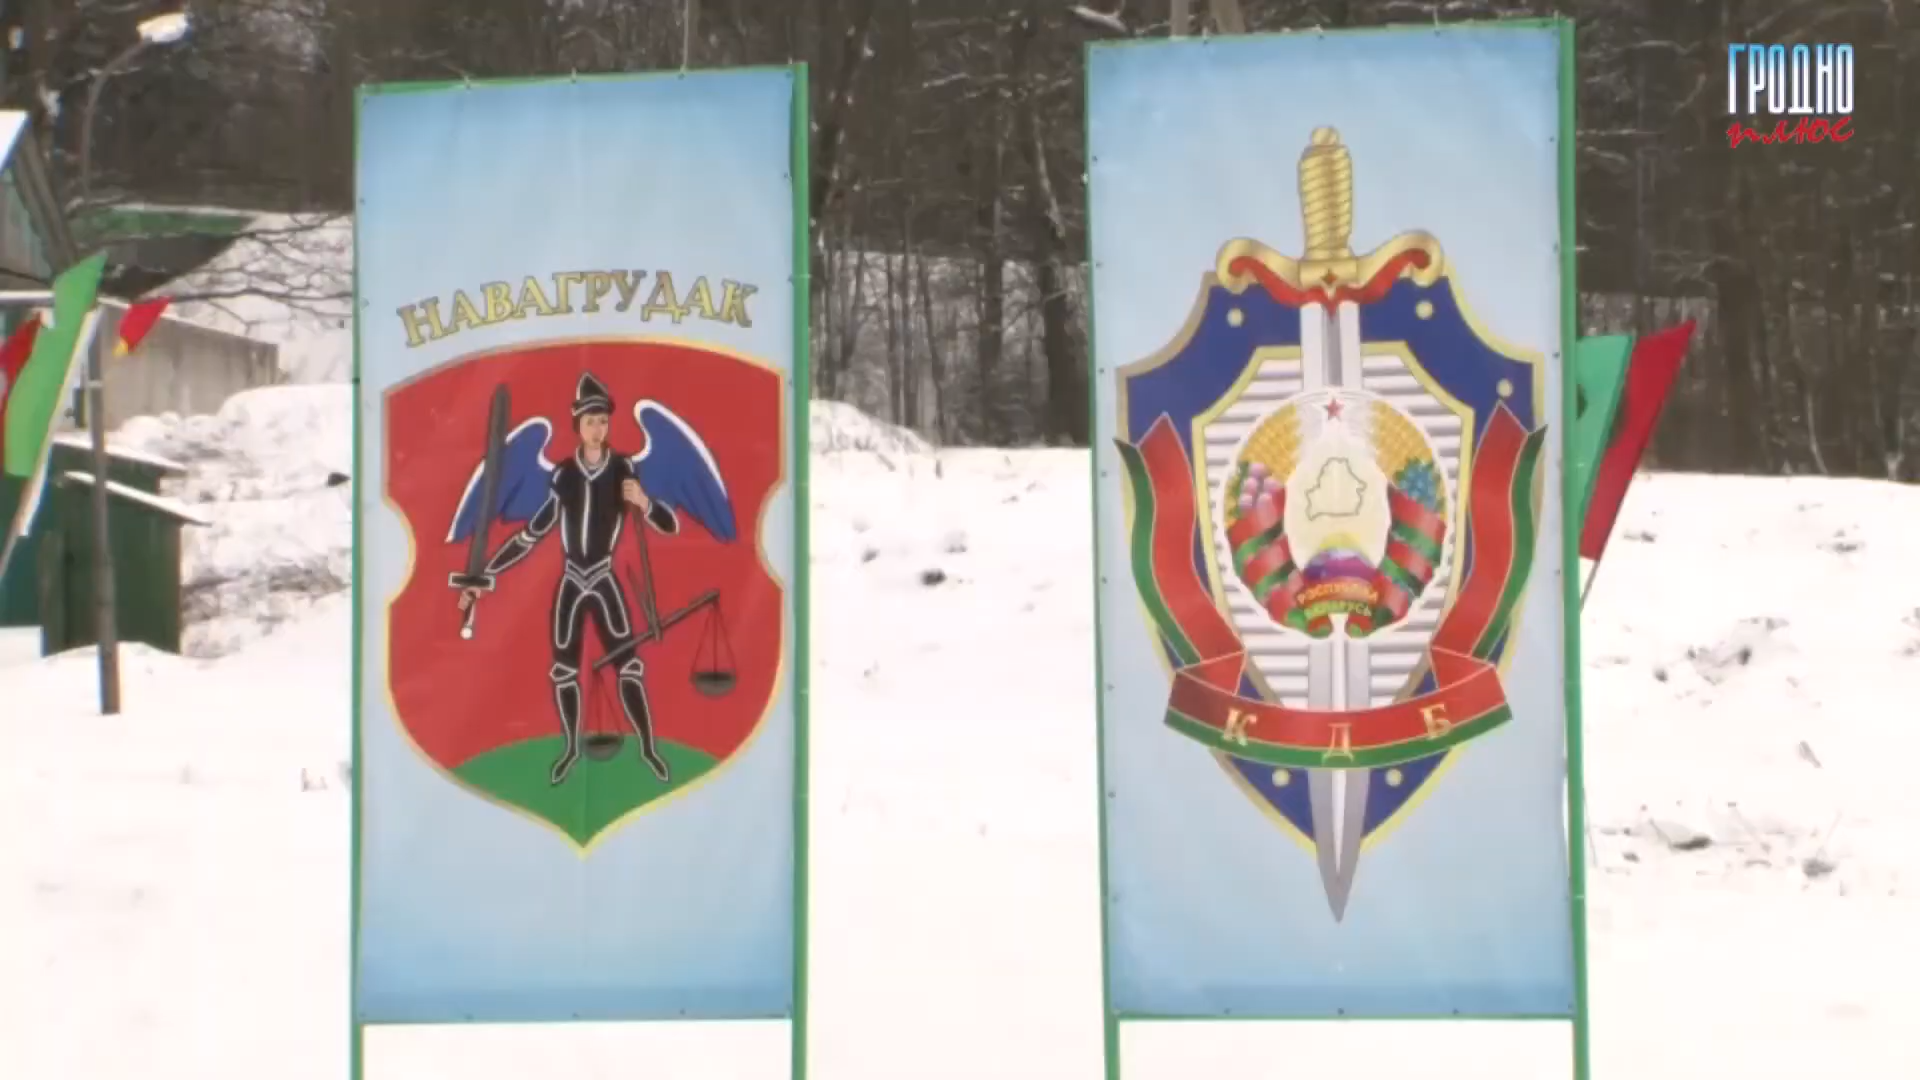 ГРОДНО
плюс
НАВАГРУДАК
РЭСПУБЛІКА
БЕЛАРУСЬ
К Д Б